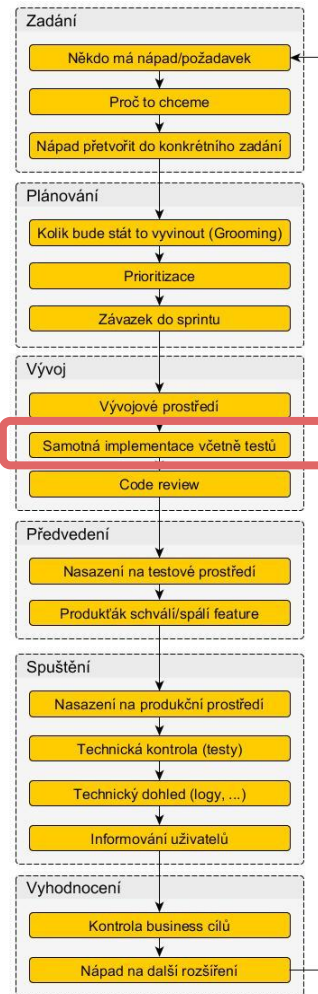 Zadání
Někdo má nápad/požadavek
Proč to chceme
Nápad přetvořit do konkrétního zadání
Plánování
Kolik bude stát to vyvinout (Grooming)
Prioritizace
Závazek do sprintu
Vývoj
Vývojové prostředí
Samotná implementace včetně testů
Code review
Předvedení
Nasazení na testové prostředí
Produkťák schválí/spálí feature
Spuštění
Nasazení na produkční prostředí
Technická kontrola (testy)
Technický dohled (logy, ...)
Informování uživatelů
Vyhodnocení
Kontrola business cílů
Nápad na další rozšíření